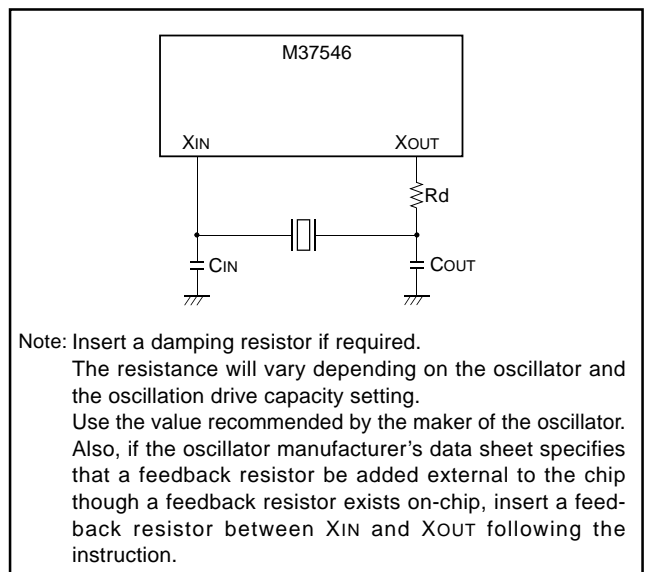 M37546
XIN XOUT
Rd
CIN COUT
Note: Insert a damping resistor if required.
The resistance will vary depending on the oscillator and
the oscillation drive capacity setting.
Use the value recommended by the maker of the oscillator.
Also, if the oscillator manufacturer's data sheet specifies
that a feedback resistor be added external to the chip
though a feedback resistor exists on-chip, insert a feed-
back resistor between XIN and XOUT following the
instruction.